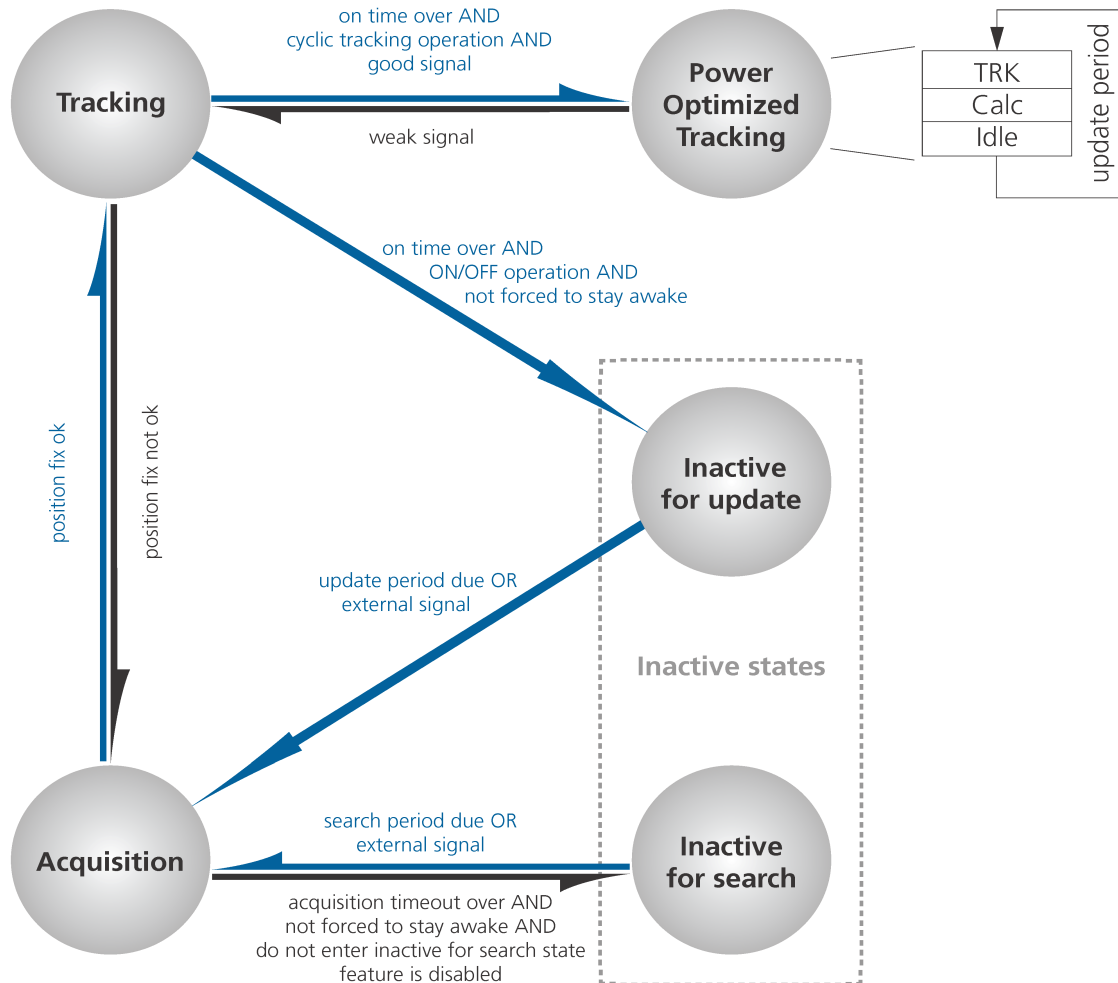 on time over AND
cyclic tracking operation AND
good signal
Tracking
Power
Optimized
Tracking
weak signal
TRK
Calc
Idle
update period
on time over AND
ON/OFF operation AND
not forced to stay awake
position fix ok
position fix not ok
Inactive
for update
update period due OR
external signal
Inactive states
search period due OR
external signal
Acquisition
Inactive
for search
acquisition timeout over AND
not forced to stay awake AND
do not enter inactive for search state
feature is disabled